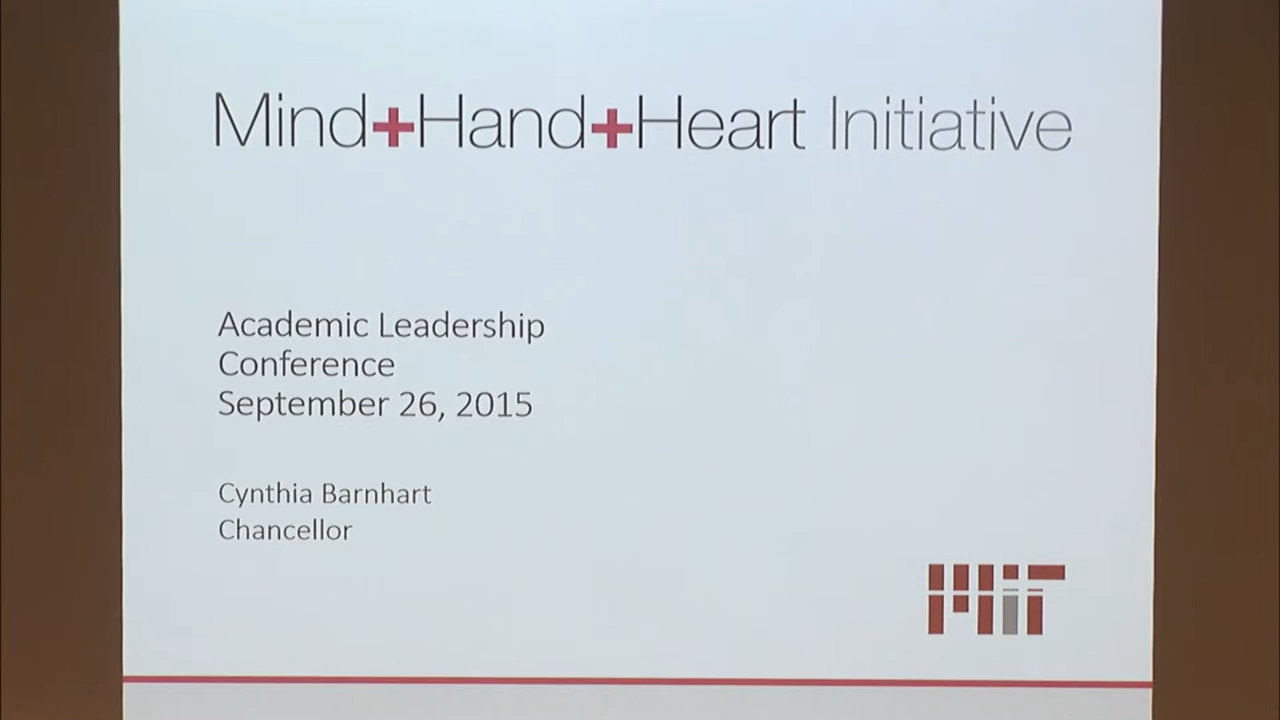 Mind+Hand+Heart Initiative
Academic Leadership
Conference
September 26, 2015
Cynthia Barnhart
Chancellor
MIT